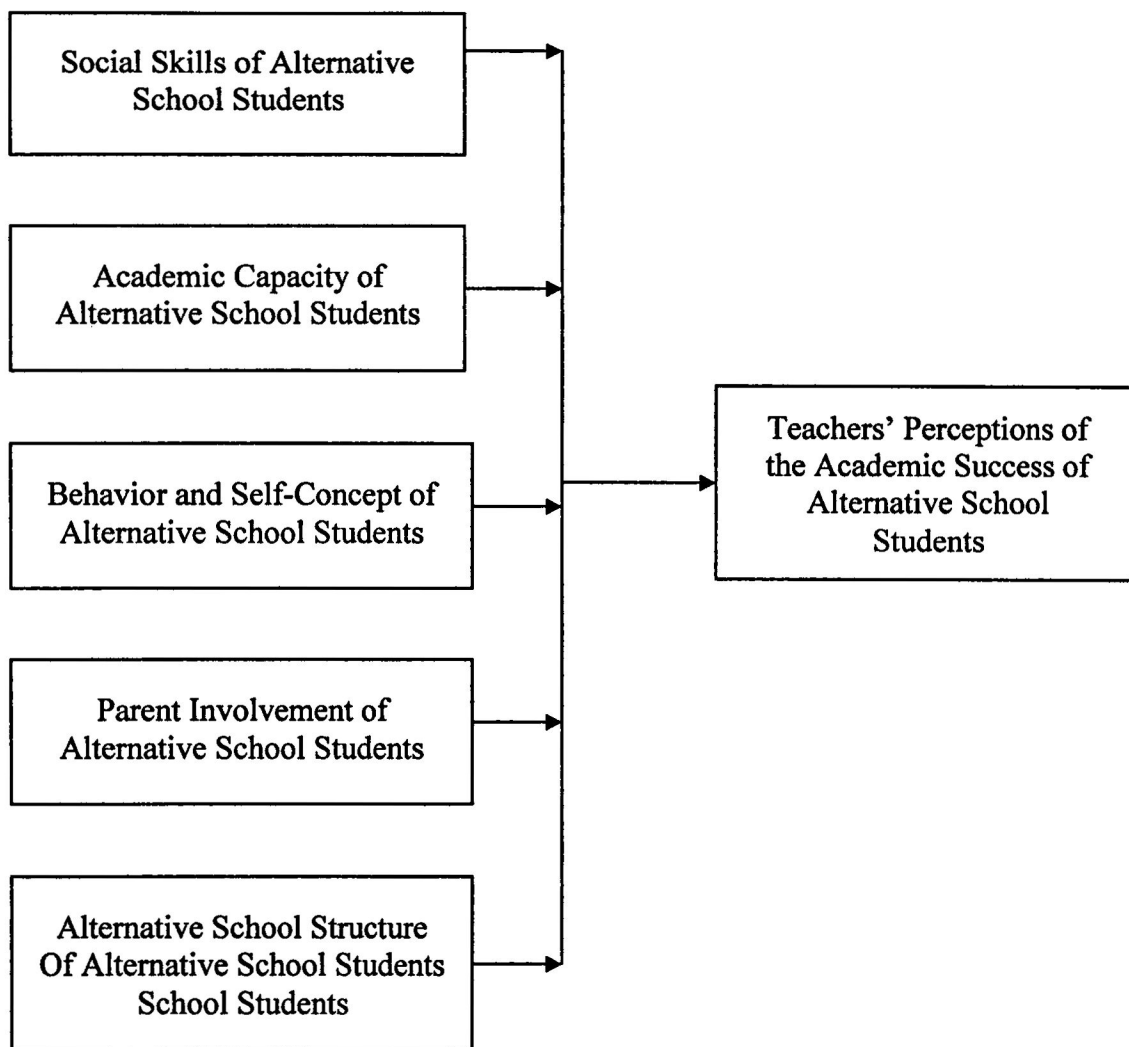 Social Skills of Alternative
School Students
Academic Capacity of
Alternative School Students
Behavior and Self-Concept of
Alternative School Students
Parent Involvement of
Alternative School Students
Alternative School Structure
Of Alternative School Students
School Students
Teachers’ Perceptions of
the Academic Success of
Alternative School
Students